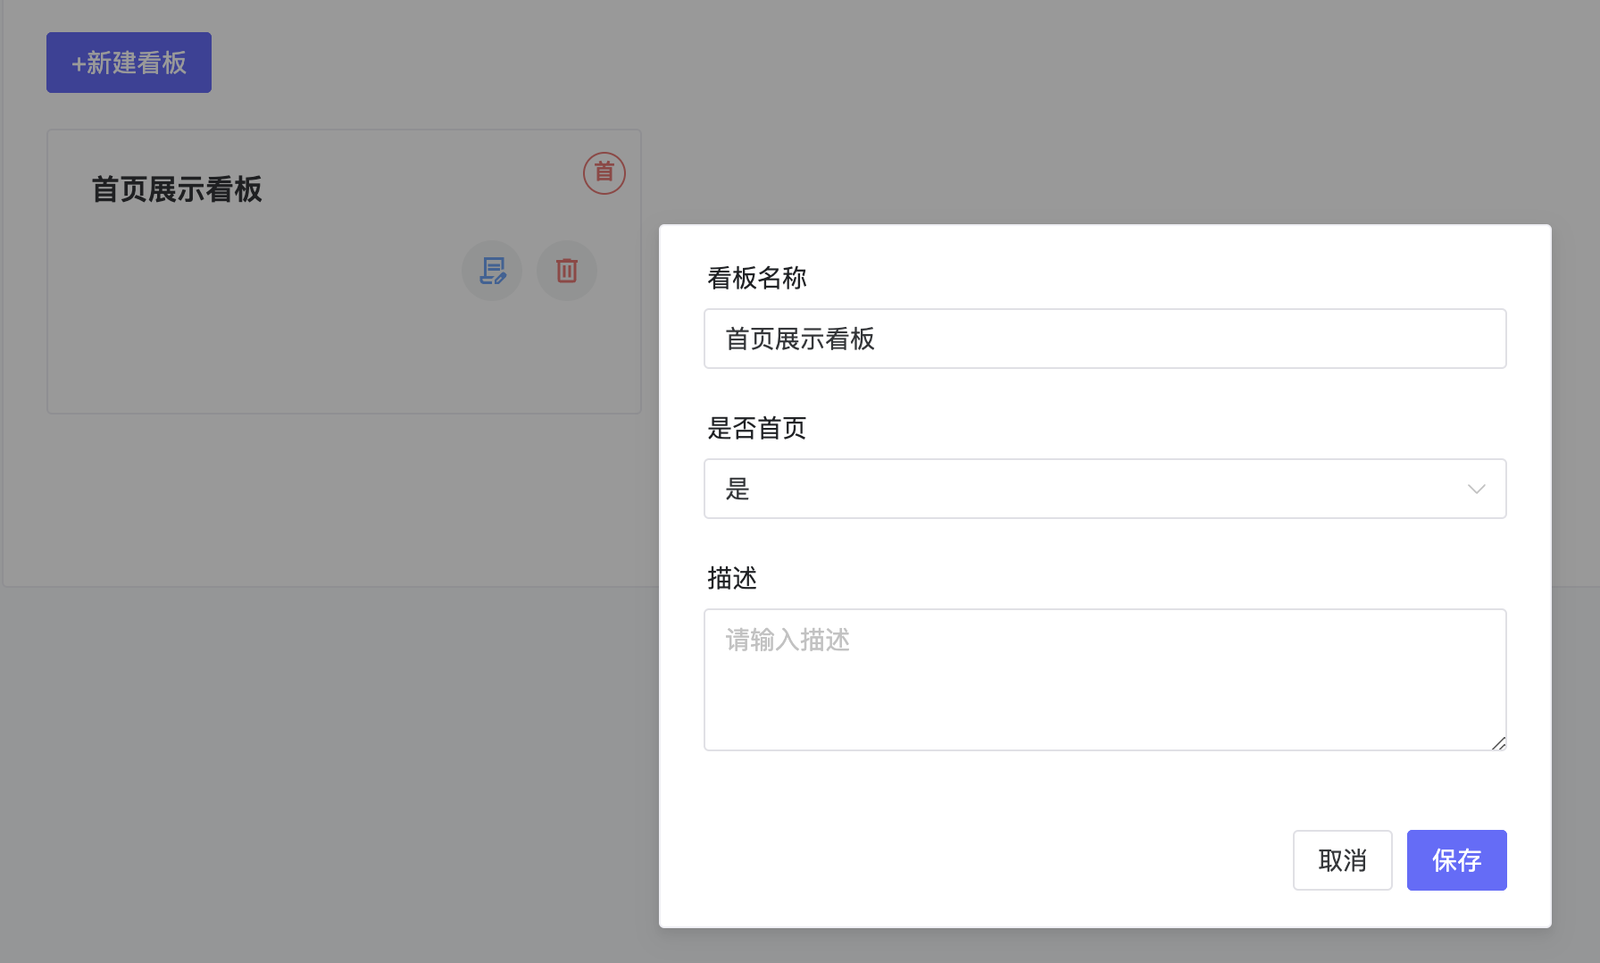 +新建看板
首页展示看板
首
看板名称
首页展示看板
是否首页
是
描述
请输入描述
取消
保存